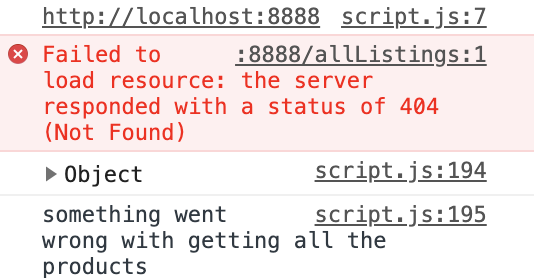 http://localhost:8888 script.js:7
Failed to :8888/allListings:1
load resource: the server
responded with a status of 404
(Not Found)
Object script.js:194
something went script.js:195
wrong with getting all the
products